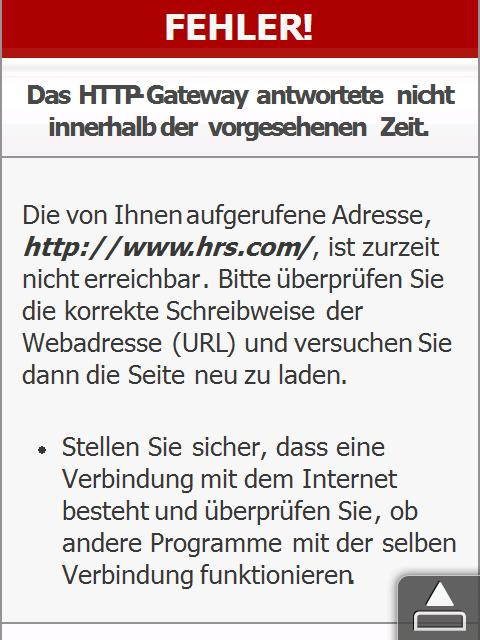 FEHLER!
Das HTTP-Gateway antwortete nicht
innerhalb der vorgesehenen Zeit.
Die von Ihnen aufgerufene Adresse,
http://www.hrs.com/, ist zurzeit
nicht erreichbar. Bitte überprüfen Sie
die korrekte Schreibweise der
Webadresse (URL) und versuchen Sie
dann die Seite neu zu laden.
• Stellen Sie sicher, dass eine
Verbindung mit dem Internet
besteht und überprüfen Sie, ob
andere Programme mit der selben
Verbindung funktionieren.